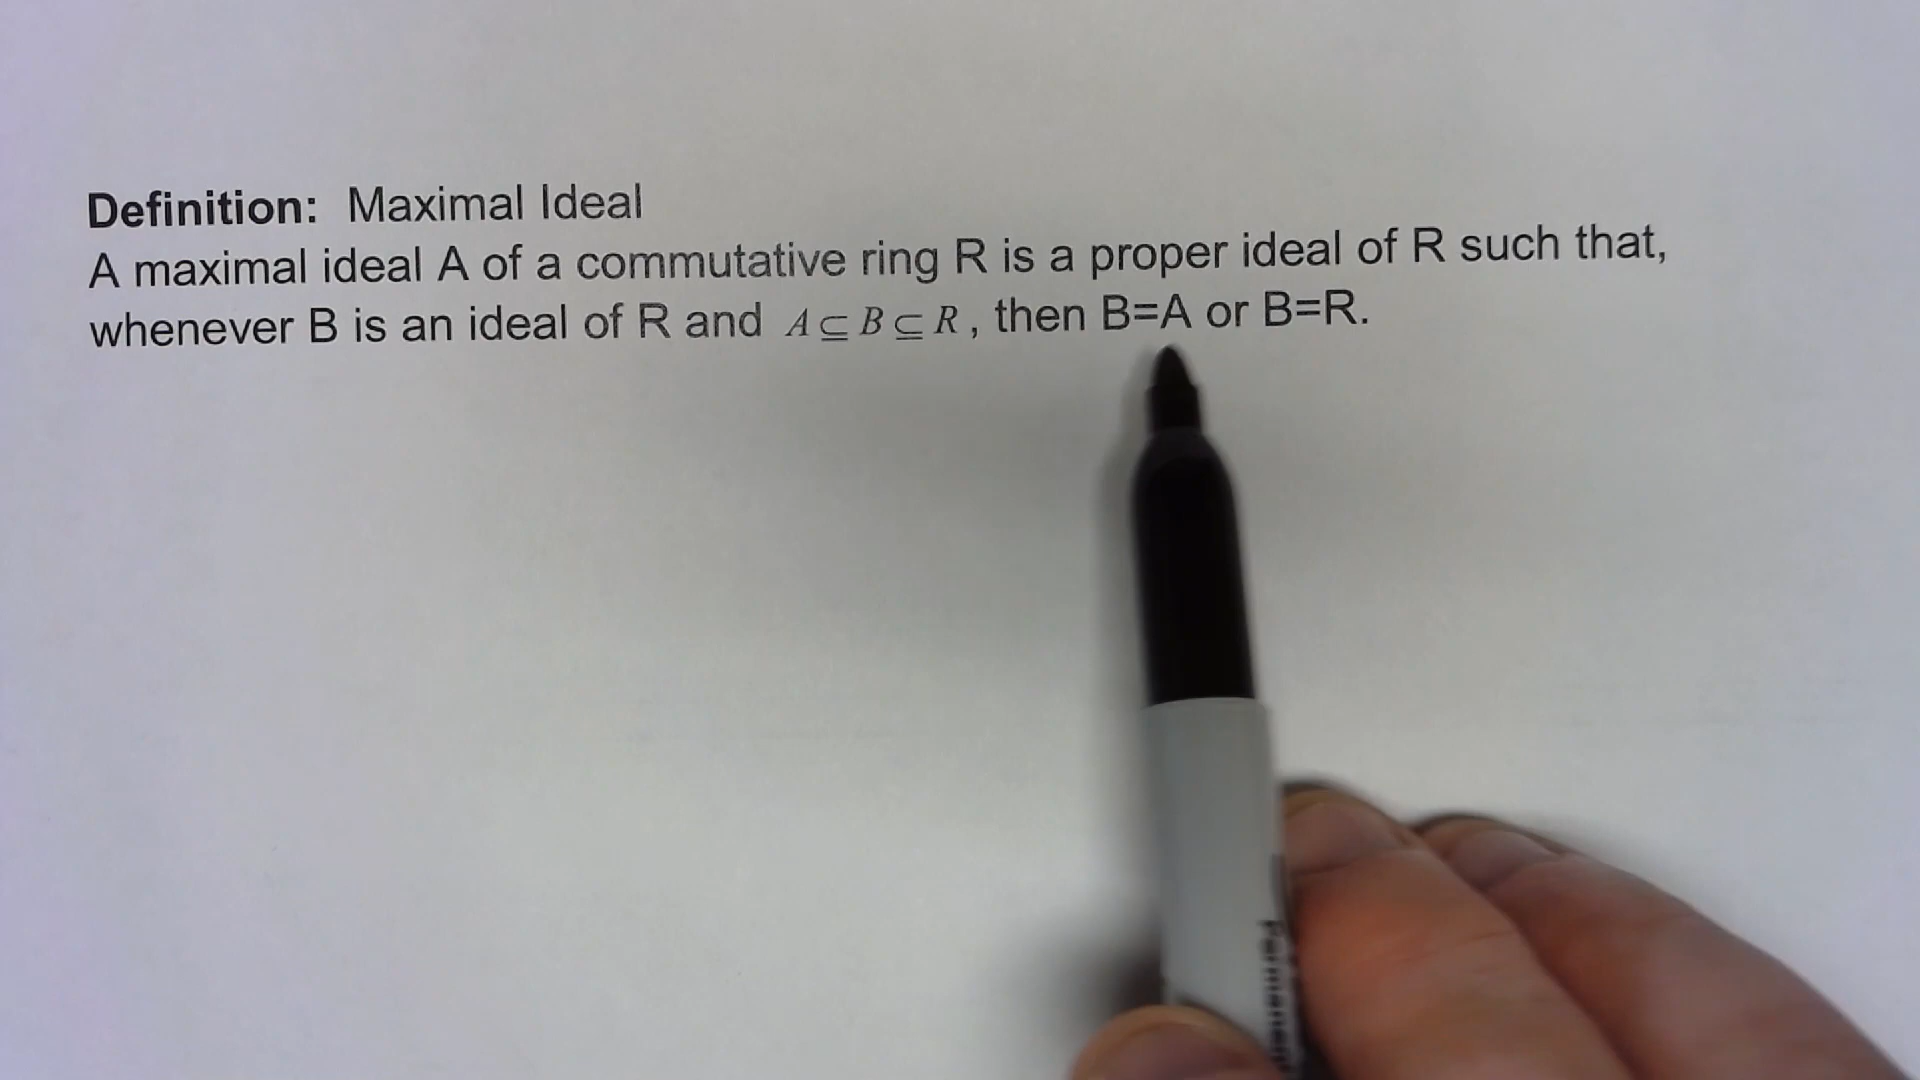 Definition: Maximal Ideal
A maximal ideal A of a commutative ring R is a proper ideal of R such that,
whenever B is an ideal of R and A ⊆ B ⊆ R, then B=A or B=R.